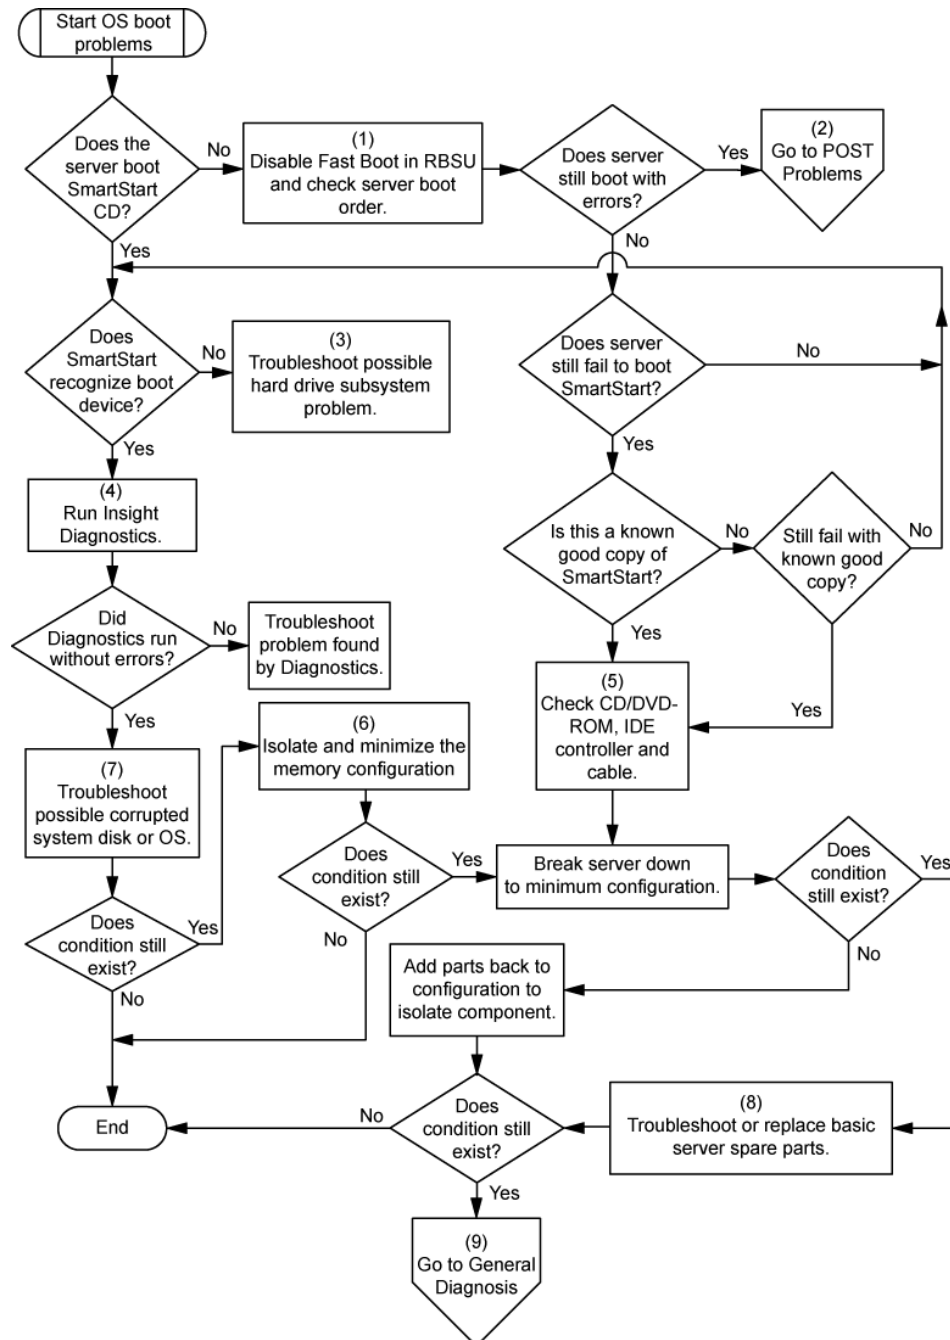 Start OS boot
problems
Does the
server boot
SmartStart
CD?
No
(1)
Disable Fast Boot in RBSU
and check server boot
order.
Does server
still boot with
errors?
Yes
(2)
Go to POST
Problems
Yes
No
Does
SmartStart
recognize boot
device?
No
(3)
Troubleshoot possible
hard drive subsystem
problem.
Does server
still fail to boot
SmartStart?
No
Yes
Yes
(4)
Run Insight
Diagnostics.
Is this a known
good copy of
SmartStart?
No
Still fail with
known good
copy?
No
Did
Diagnostics run
without errors?
No
Troubleshoot
problem found
by Diagnostics.
Yes
Yes
Yes
(5)
Check CD/DVD-
ROM, IDE
controller and
cable.
(6)
Isolate and minimize the
memory configuration
(7)
Troubleshoot
possible corrupted
system disk or OS.
Does
condition still
exist?
Yes
Break server down
to minimum configuration.
Does
condition
still exist?
Yes
Does
condition still
exist?
Yes
No
No
No
Add parts back to
configuration to
isolate component.
End
No
Does
condition still
exist?
(8)
Troubleshoot or replace basic
server spare parts.
Yes
(9)
Go to General
Diagnosis